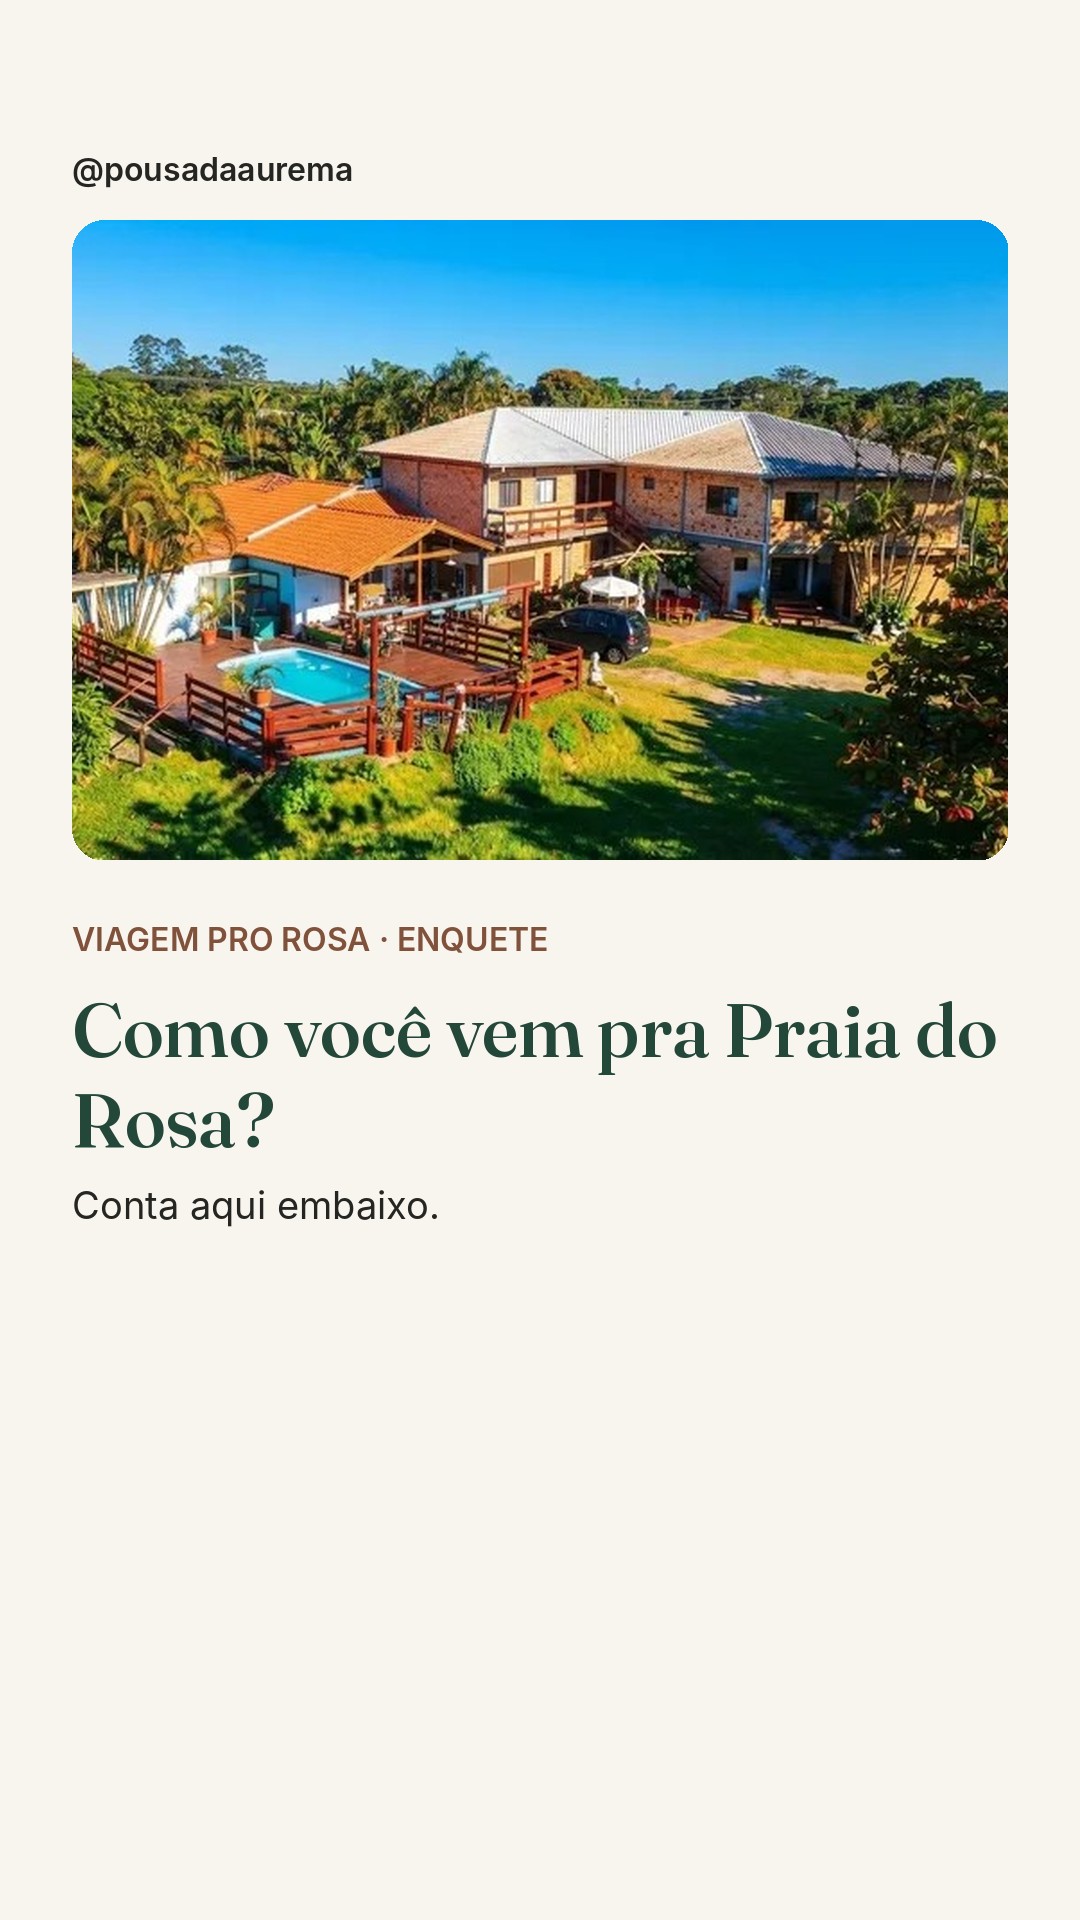 @pousadaaurema
VIAGEM PRO ROSA · ENQUETE
Como você vem pra Praia do
Rosa?
Conta aqui embaixo.